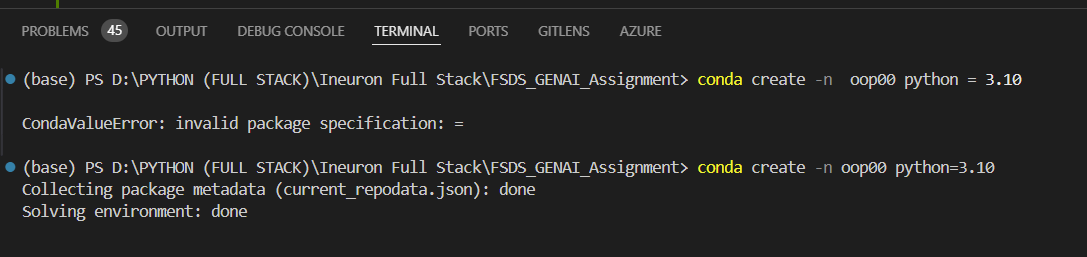 PROBLEMS 45 OUTPUT DEBUG CONSOLE TERMINAL PORTS GITLENS AZURE
(base) PS D:\PYTHON (FULL STACK)\Ineuron Full Stack\FSDS_GENAI_Assignment> conda create -n  oop00 python = 3.10
CondaValueError: invalid package specification: =
(base) PS D:\PYTHON (FULL STACK)\Ineuron Full Stack\FSDS_GENAI_Assignment> conda create -n oop00 python=3.10
Collecting package metadata (current_repodata.json): done
Solving environment: done